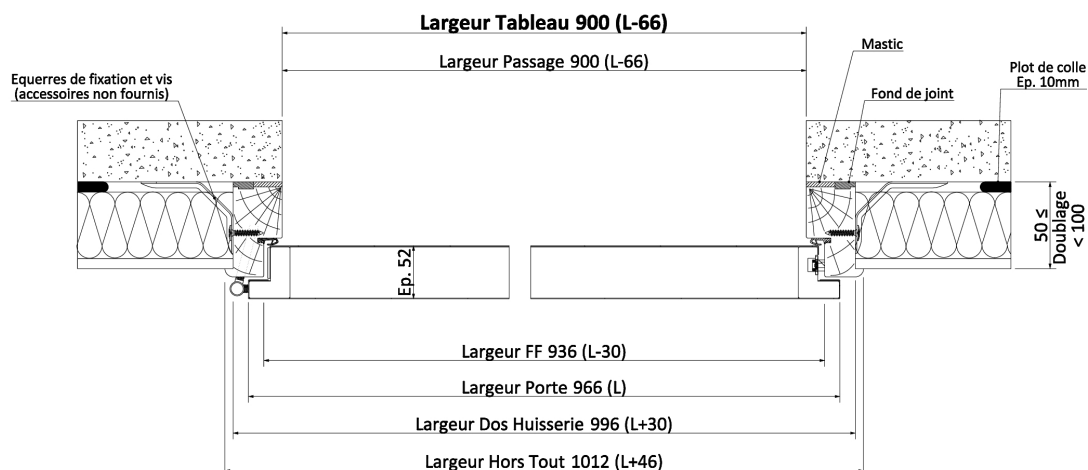 Largeur Tableau 900 (L-66)
Largeur Passage 900 (L-66)
Mastic
Equerres de fixation et vis
(accessoires non fournis)
Fond de joint
Plot de colle
Ep. 10mm
50 ≤
Doublage
< 100
Ep. 52
Largeur FF 936 (L-30)
Largeur Porte 966 (L)
Largeur Dos Huisserie 996 (L+30)
Largeur Hors Tout 1012 (L+46)